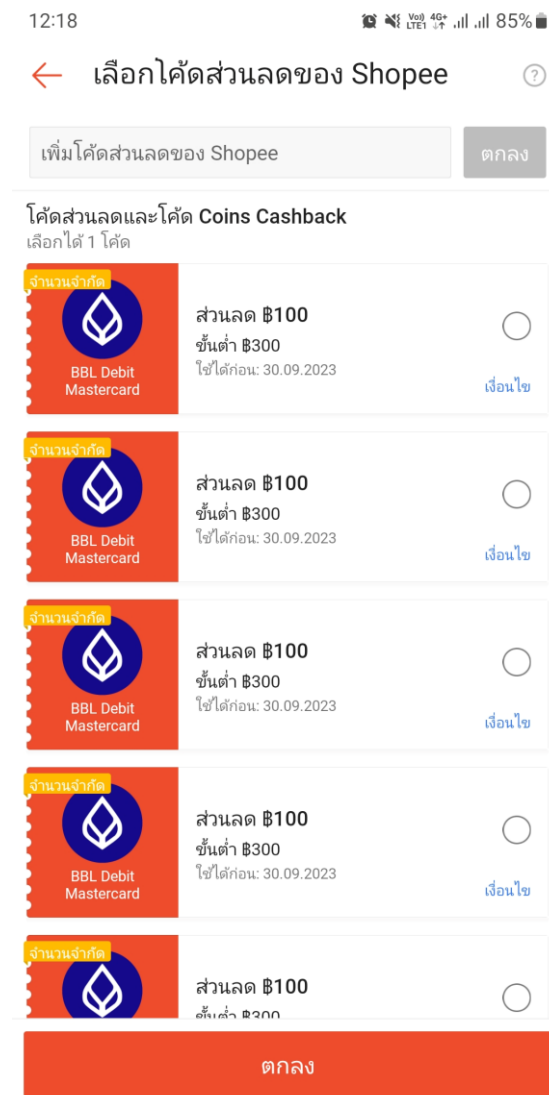 12:18
Vo)) 4G+
LTE1 85%
เลือกโค้ดส่วนลดของ Shopee
?
เพิ่มโค้ดส่วนลดของ Shopee
ตกลง
โค้ดส่วนลดและโค้ด Coins Cashback
เลือกได้ 1 โค้ด
จำนวนจำกัด
BBL Debit
Mastercard
ส่วนลด ฿100
ขั้นต่ำ ฿300
ใช้ได้ก่อน: 30.09.2023
เงื่อนไข
จำนวนจำกัด
BBL Debit
Mastercard
ส่วนลด ฿100
ขั้นต่ำ ฿300
ใช้ได้ก่อน: 30.09.2023
เงื่อนไข
จำนวนจำกัด
BBL Debit
Mastercard
ส่วนลด ฿100
ขั้นต่ำ ฿300
ใช้ได้ก่อน: 30.09.2023
เงื่อนไข
จำนวนจำกัด
BBL Debit
Mastercard
ส่วนลด ฿100
ขั้นต่ำ ฿300
ใช้ได้ก่อน: 30.09.2023
เงื่อนไข
จำนวนจำกัด
ส่วนลด ฿100
ขั้นต่ำ ฿300
ตกลง